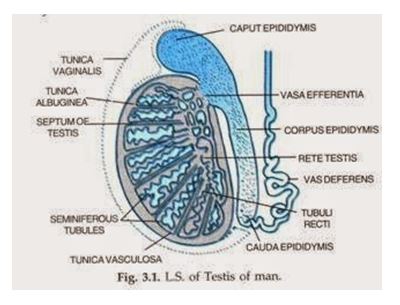 CAPUT EPIDIDYMIS
TUNICA
VAGINALIS
TUNICA
ALBUGINEA
SEPTUM OF
TESTIS
VASA EFFERENTIA
CORPUS EPIDIDYMIS
RETE TESTIS
VAS DEFERENS
SEMINIFEROUS
TUBULES
TUBULI
RECTI
CAUDA EPIDIDYMIS
TUNICA VASCULOSA
Fig. 3.1. L.S. of Testis of man.